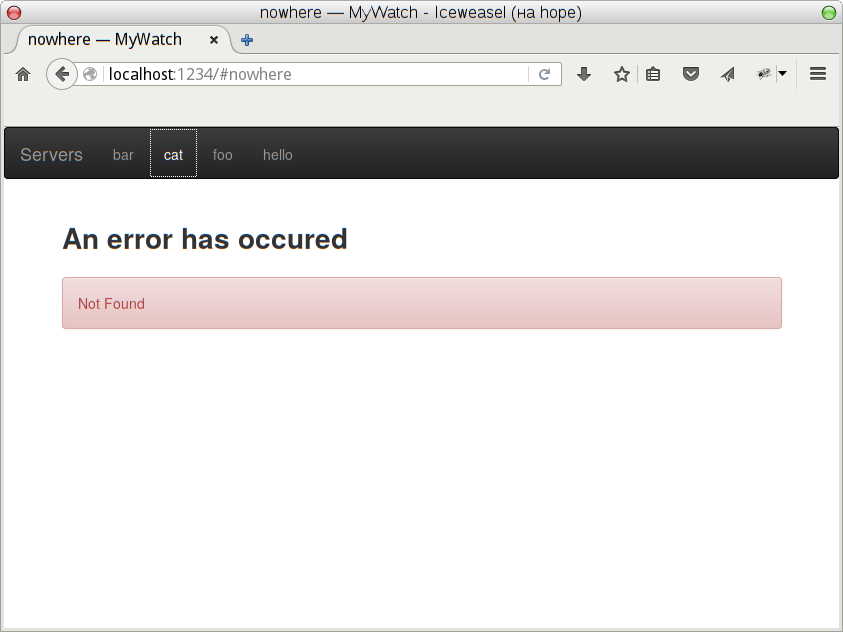 nowhere — MyWatch - Iceweasel (на hope)
nowhere — MyWatch
localhost:1234/#nowhere
Servers bar cat foo hello
An error has occured
Not Found